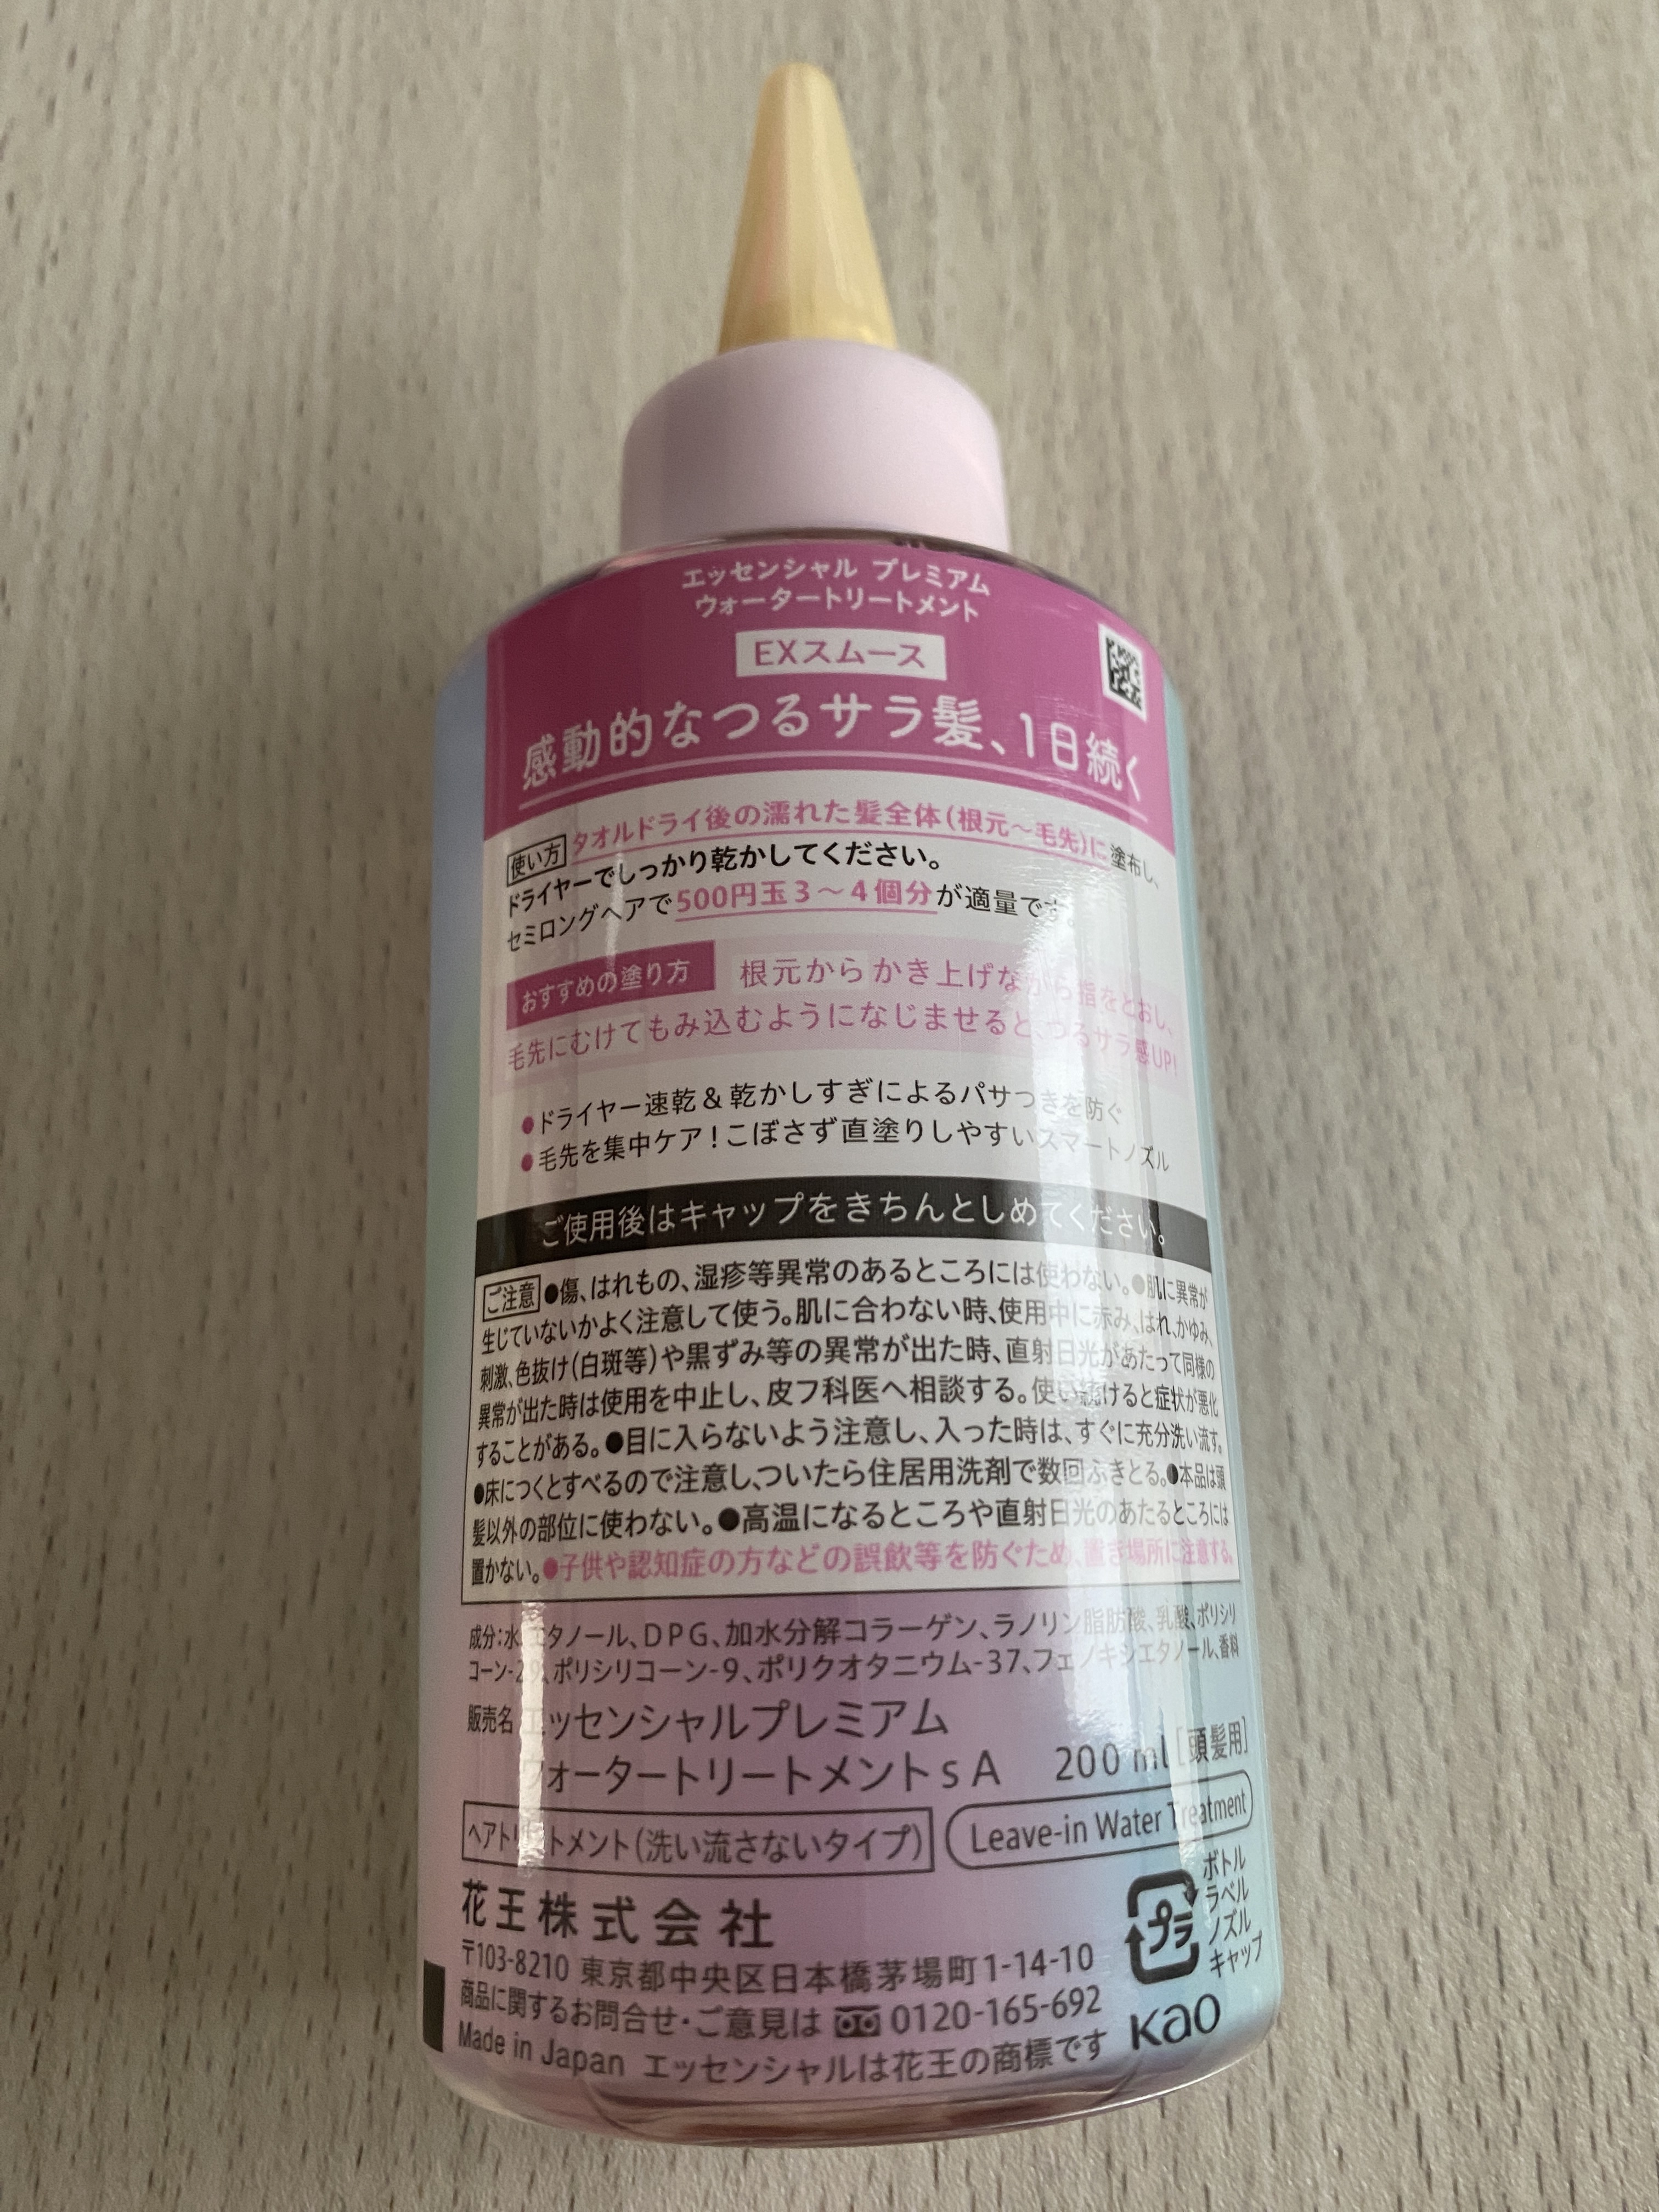 エッセンシャル プレミアム
ウォータートリートメント
EXスムース
感動的なつるサラ髪、1日続く
使い方 タオルドライ後の濡れた髪全体(根元～毛先)に塗布し、
ドライヤーでしっかり乾かしてください。
セミロングヘアで500円玉3～4個分が適量です。
おすすめの塗り方 根元からかき上げながら指をとおし、
毛先にむけてもみ込むようになじませると、つるサラ感UP!
●ドライヤー速乾&乾かしすぎによるパサつきを防ぐ
●毛先を集中ケア!こぼさず直塗りしやすいスマートノズル
ご使用後はキャップをきちんとしめてください。
ご注意 ●傷、はれもの、湿疹等異常のあるところには使わない。●肌に異常が
生じていないかよく注意して使う。肌に合わない時、使用中に赤み、はれ、かゆみ、
刺激、色抜け(白斑等)や黒ずみ等の異常が出た時、直射日光があたって同様の
異常が出た時は使用を中止し、皮フ科医へ相談する。使い続けると症状が悪化
することがある。●目に入らないよう注意し、入った時は、すぐに充分洗い流す。
●床につくとすべるので注意し、ついたら住居用洗剤で数回ふきとる。●本品は頭
髪以外の部位に使わない。●高温になるところや直射日光のあたるところには
置かない。●子供や認知症の方などの誤飲等を防ぐため、置き場所に注意する。
成分:水、エタノール、DPG、加水分解コラーゲン、ラノリン脂肪酸、乳酸、ポリシリ
コーン-29、ポリシリコーン-9、ポリクオタニウム-37、フェノキシエタノール、香料
販売名 エッセンシャルプレミアム
ウォータートリートメントsA 200ml [頭髪用]
ヘアトリートメント(洗い流さないタイプ) Leave-in Water Treatment
花王株式会社
〒103-8210 東京都中央区日本橋茅場町1-14-10
商品に関するお問合せ・ご意見は 0120-165-692
Made in Japan エッセンシャルは花王の商標です
プラ
ボトル
ラベル
ノズル
キャップ
Kao